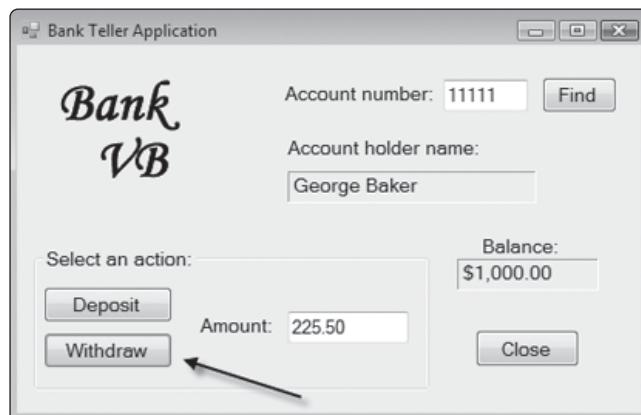 Bank Teller Application
Bank
VB
Account number: 11111 Find
Account holder name:
George Baker
Select an action:
Deposit
Withdraw
Amount: 225.50
Balance:
$1,000.00
Close